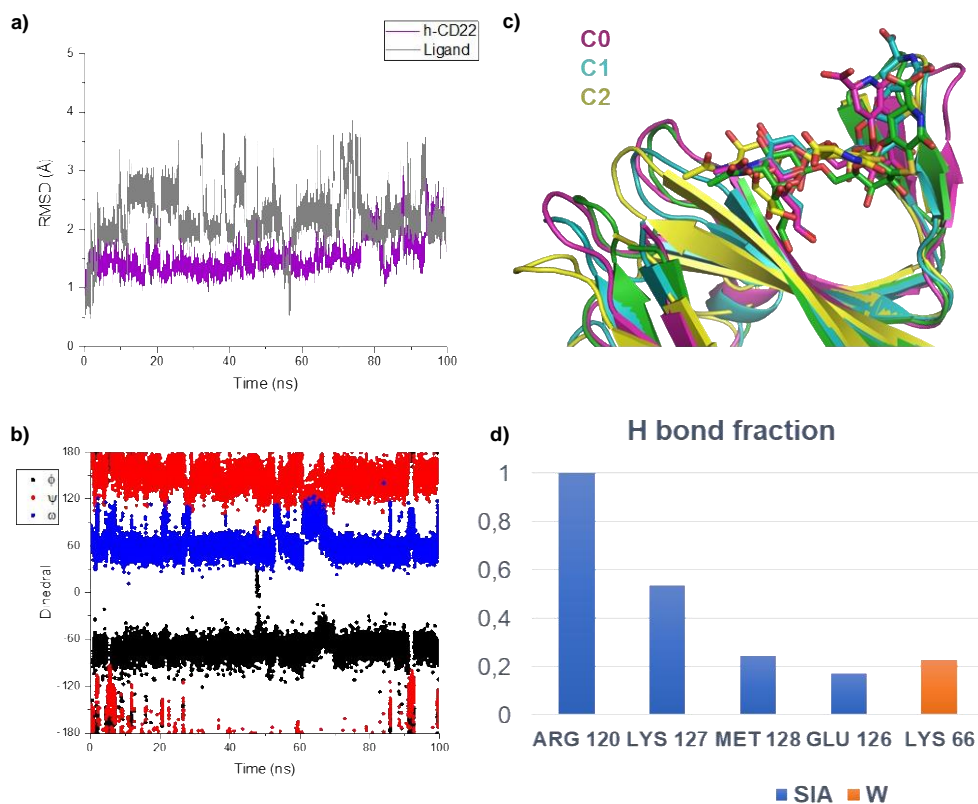 a)
h-CD22
Ligand
5
4
3
2
1
0
RMSD (Å)
0 20 40 60 80 100
Time (ns)
c)
C0
C1
C2
b)
ϕ
ψ
ω
180
120
60
0
-60
-120
-180
Dihedral
0 20 40 60 80 100
Time (ns)
d)
H bond fraction
1
0,8
0,6
0,4
0,2
0
ARG 120 LYS 127 MET 128 GLU 126 LYS 66
SIA W